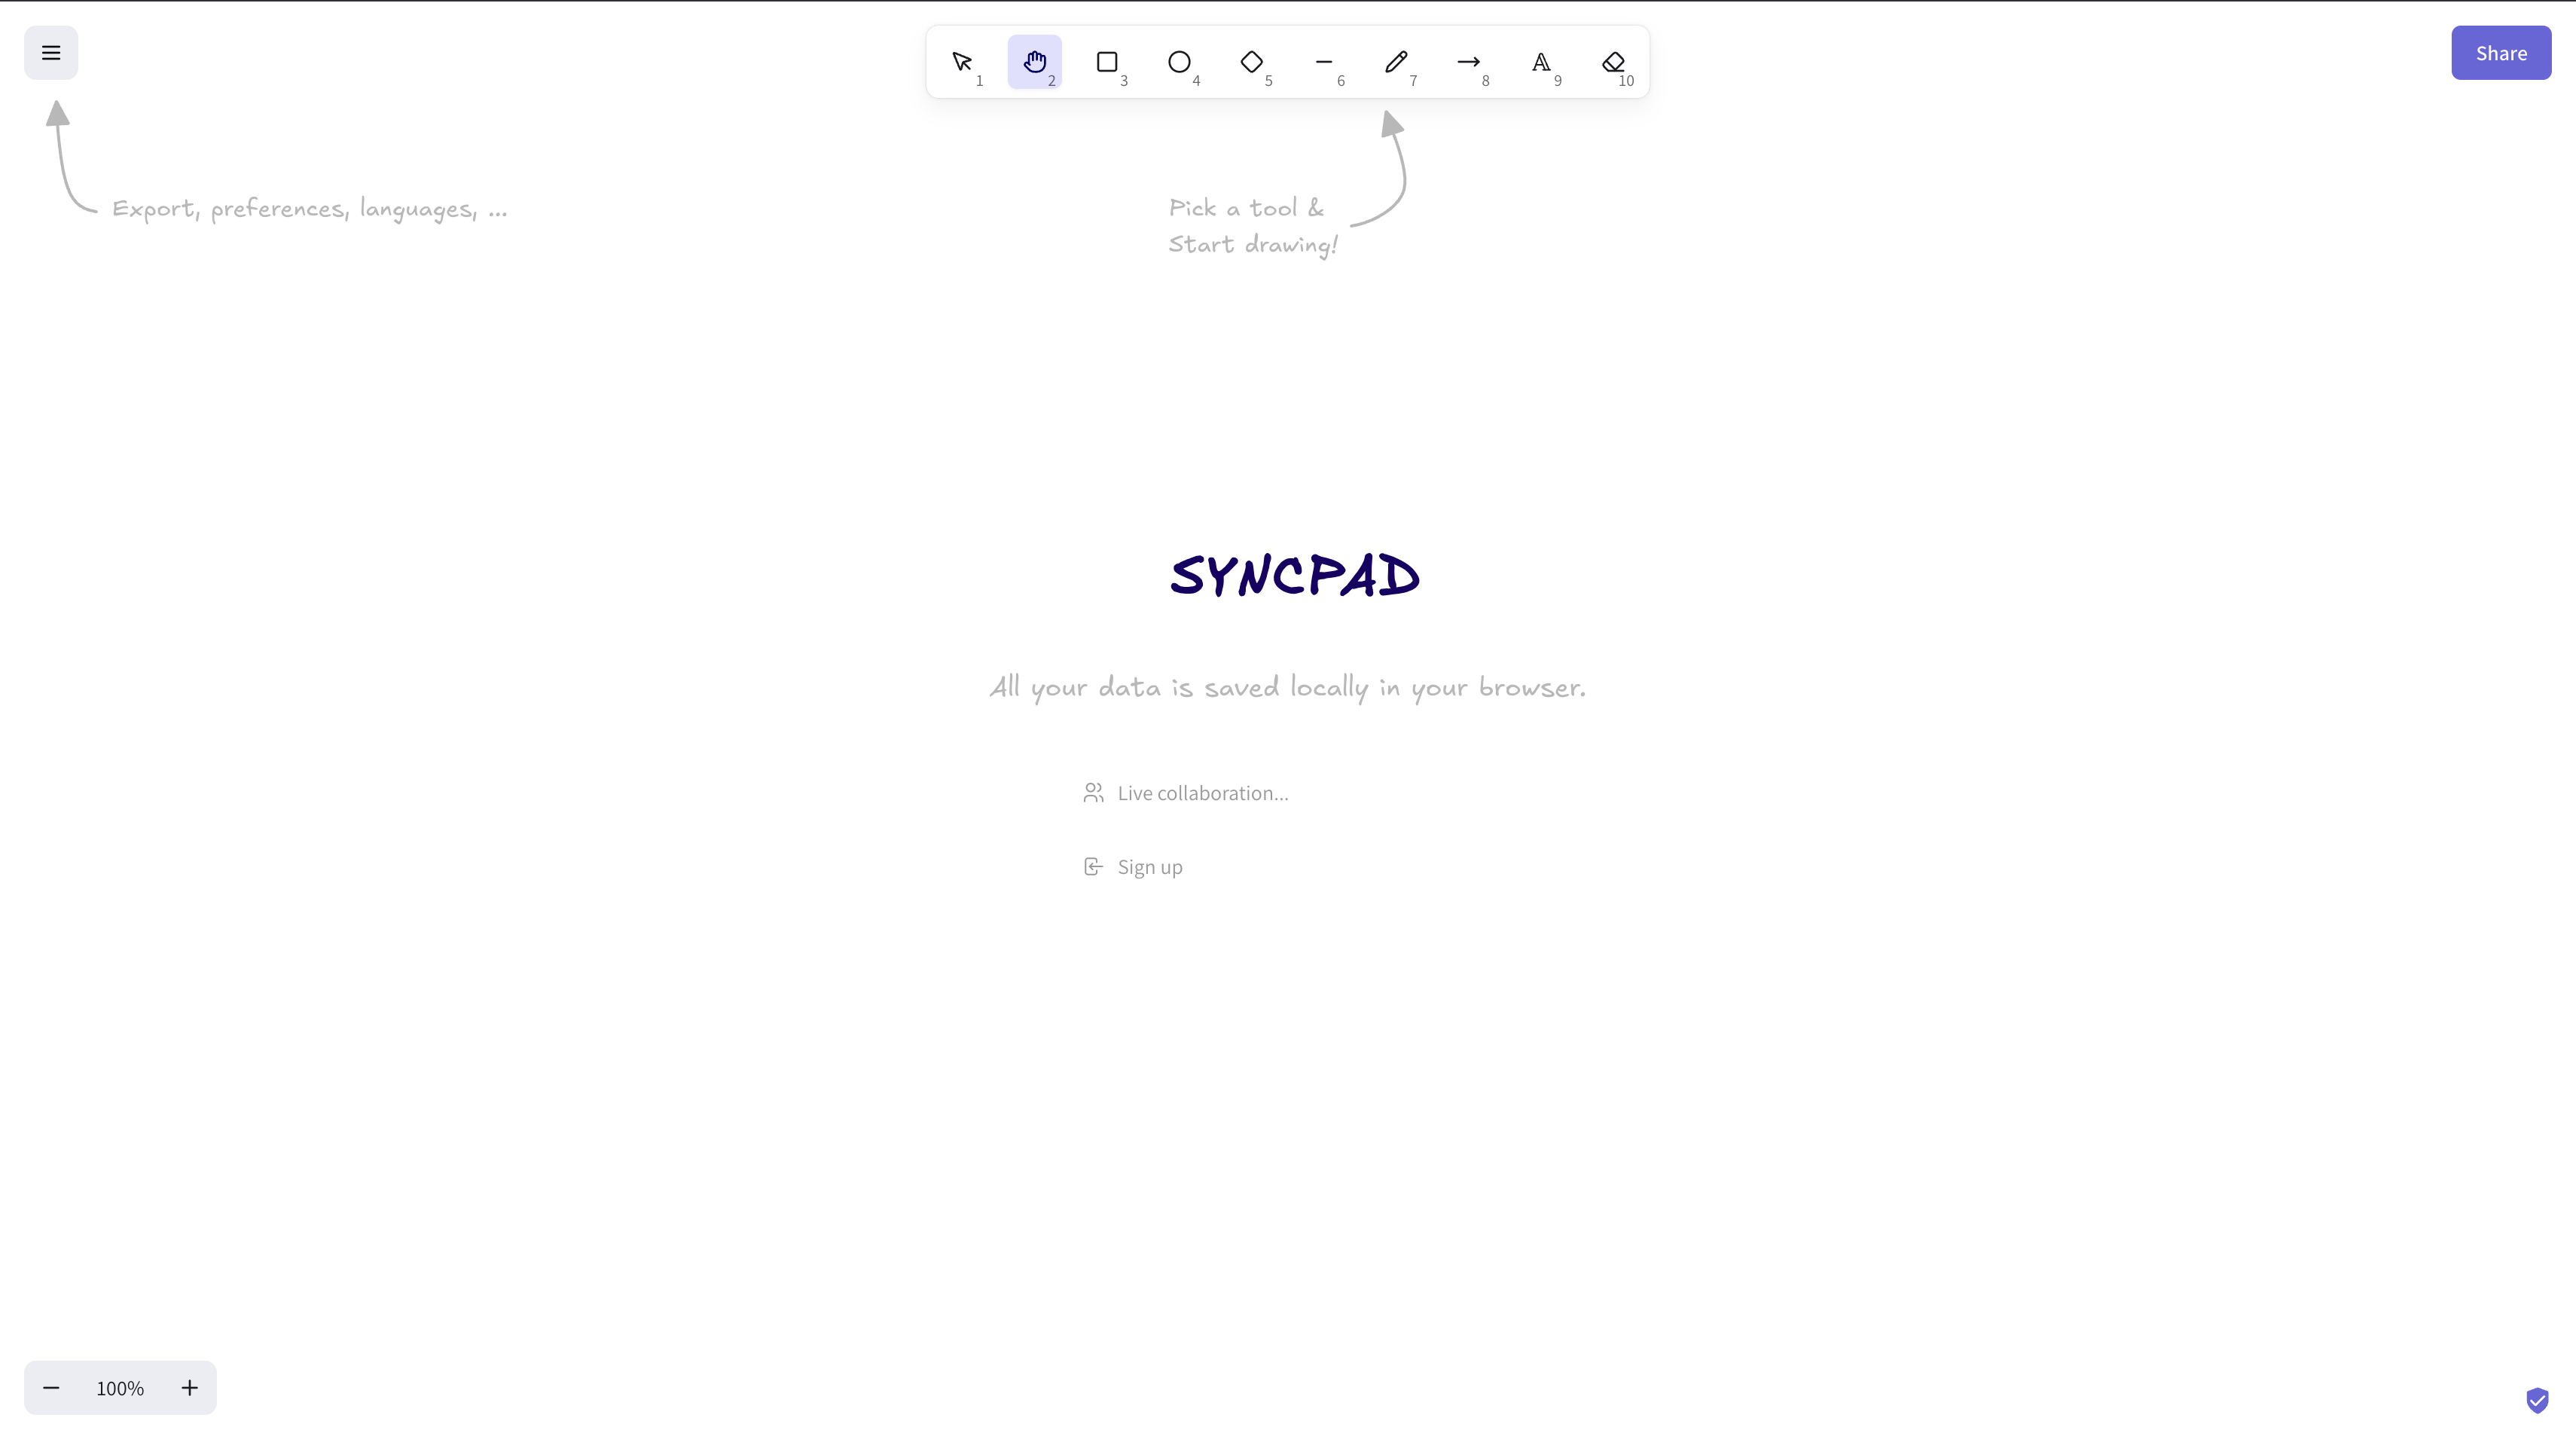 Share
1 2 3 4 5 6 7 8 9 10
Export, preferences, languages, ...
Pick a tool &
Start drawing!
SYNCPAD
All your data is saved locally in your browser.
Live collaboration...
Sign up
100%